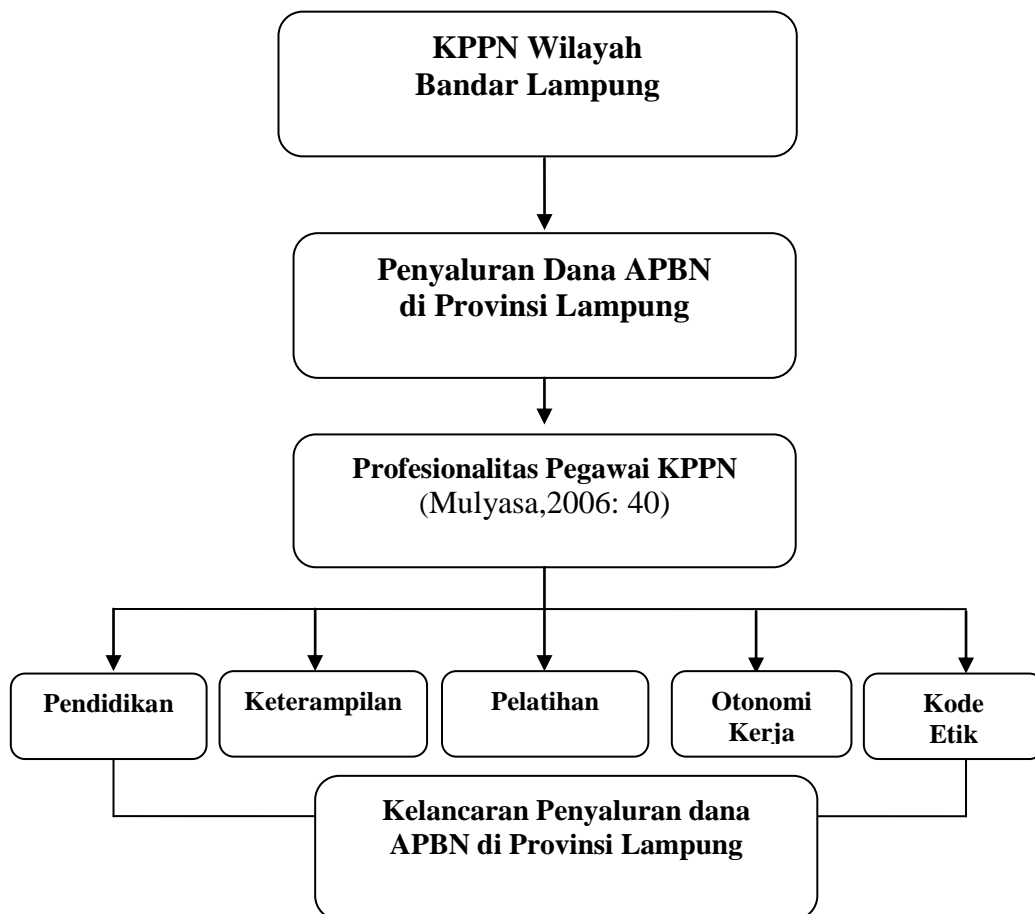 KPPN Wilayah
Bandar Lampung
Penyaluran Dana APBN
di Provinsi Lampung
Profesionalitas Pegawai KPPN
(Mulyasa,2006: 40)
Pendidikan
Keterampilan
Pelatihan
Otonomi
Kerja
Kode
Etik
Kelancaran Penyaluran dana
APBN di Provinsi Lampung